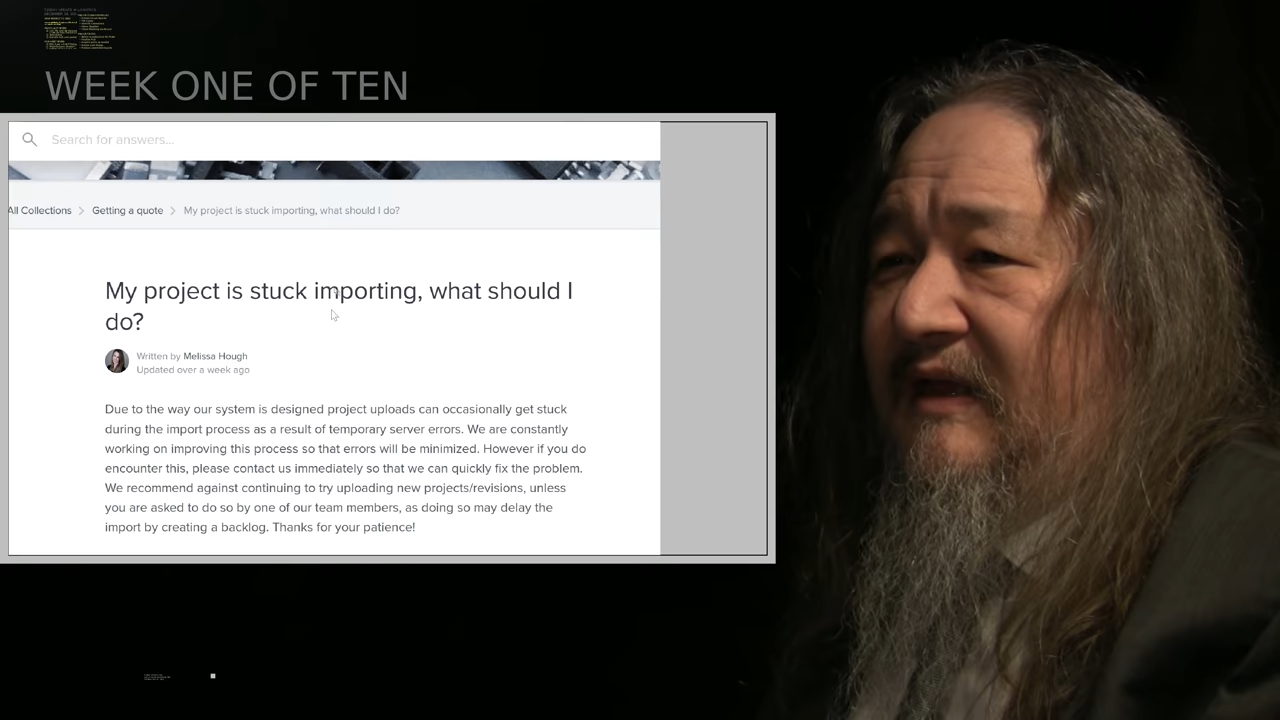 WEEK ONE OF TEN
Search for answers...
All Collections > Getting a quote > My project is stuck importing, what should I do?
My project is stuck importing, what should I
do?
Written by Melissa Hough
Updated over a week ago
Due to the way our system is designed project uploads can occasionally get stuck
during the import process as a result of temporary server errors. We are constantly
working on improving this process so that errors will be minimized. However if you do
encounter this, please contact us immediately so that we can quickly fix the problem.
We recommend against continuing to try uploading new projects/revisions, unless
you are asked to do so by one of our team members, as doing so may delay the
import by creating a backlog. Thanks for your patience!